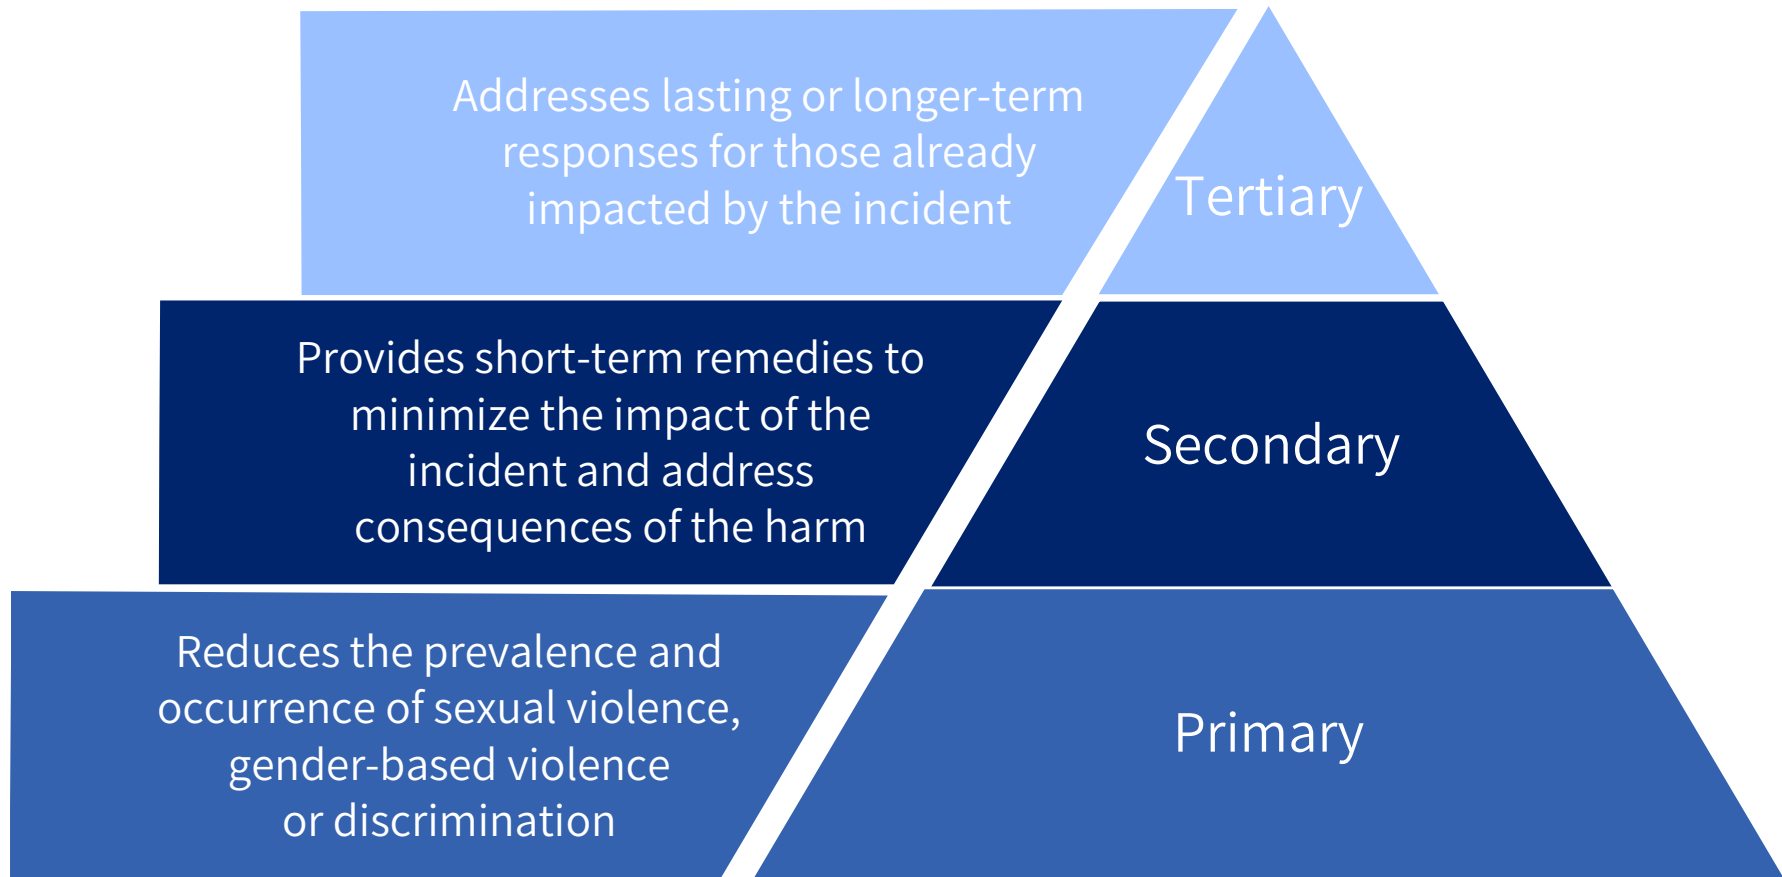 Addresses lasting or longer-term
responses for those already
impacted by the incident
Tertiary
Provides short-term remedies to
minimize the impact of the
incident and address
consequences of the harm
Secondary
Reduces the prevalence and
occurrence of sexual violence,
gender-based violence
or discrimination
Primary